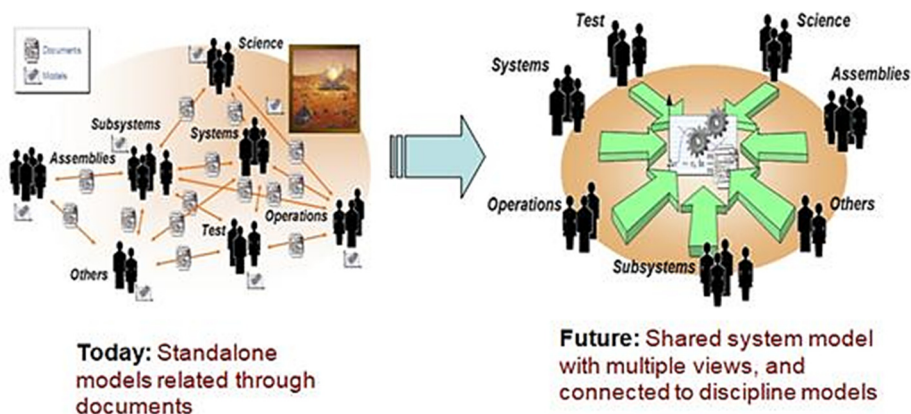 Documents
Models
Science
Subsystems
Systems
Assemblies
Operations
Test
Others
Test
Science
Systems
Assemblies
Operations
Others
Subsystems
Today: Standalone
models related through
documents
Future: Shared system model
with multiple views, and
connected to discipline models